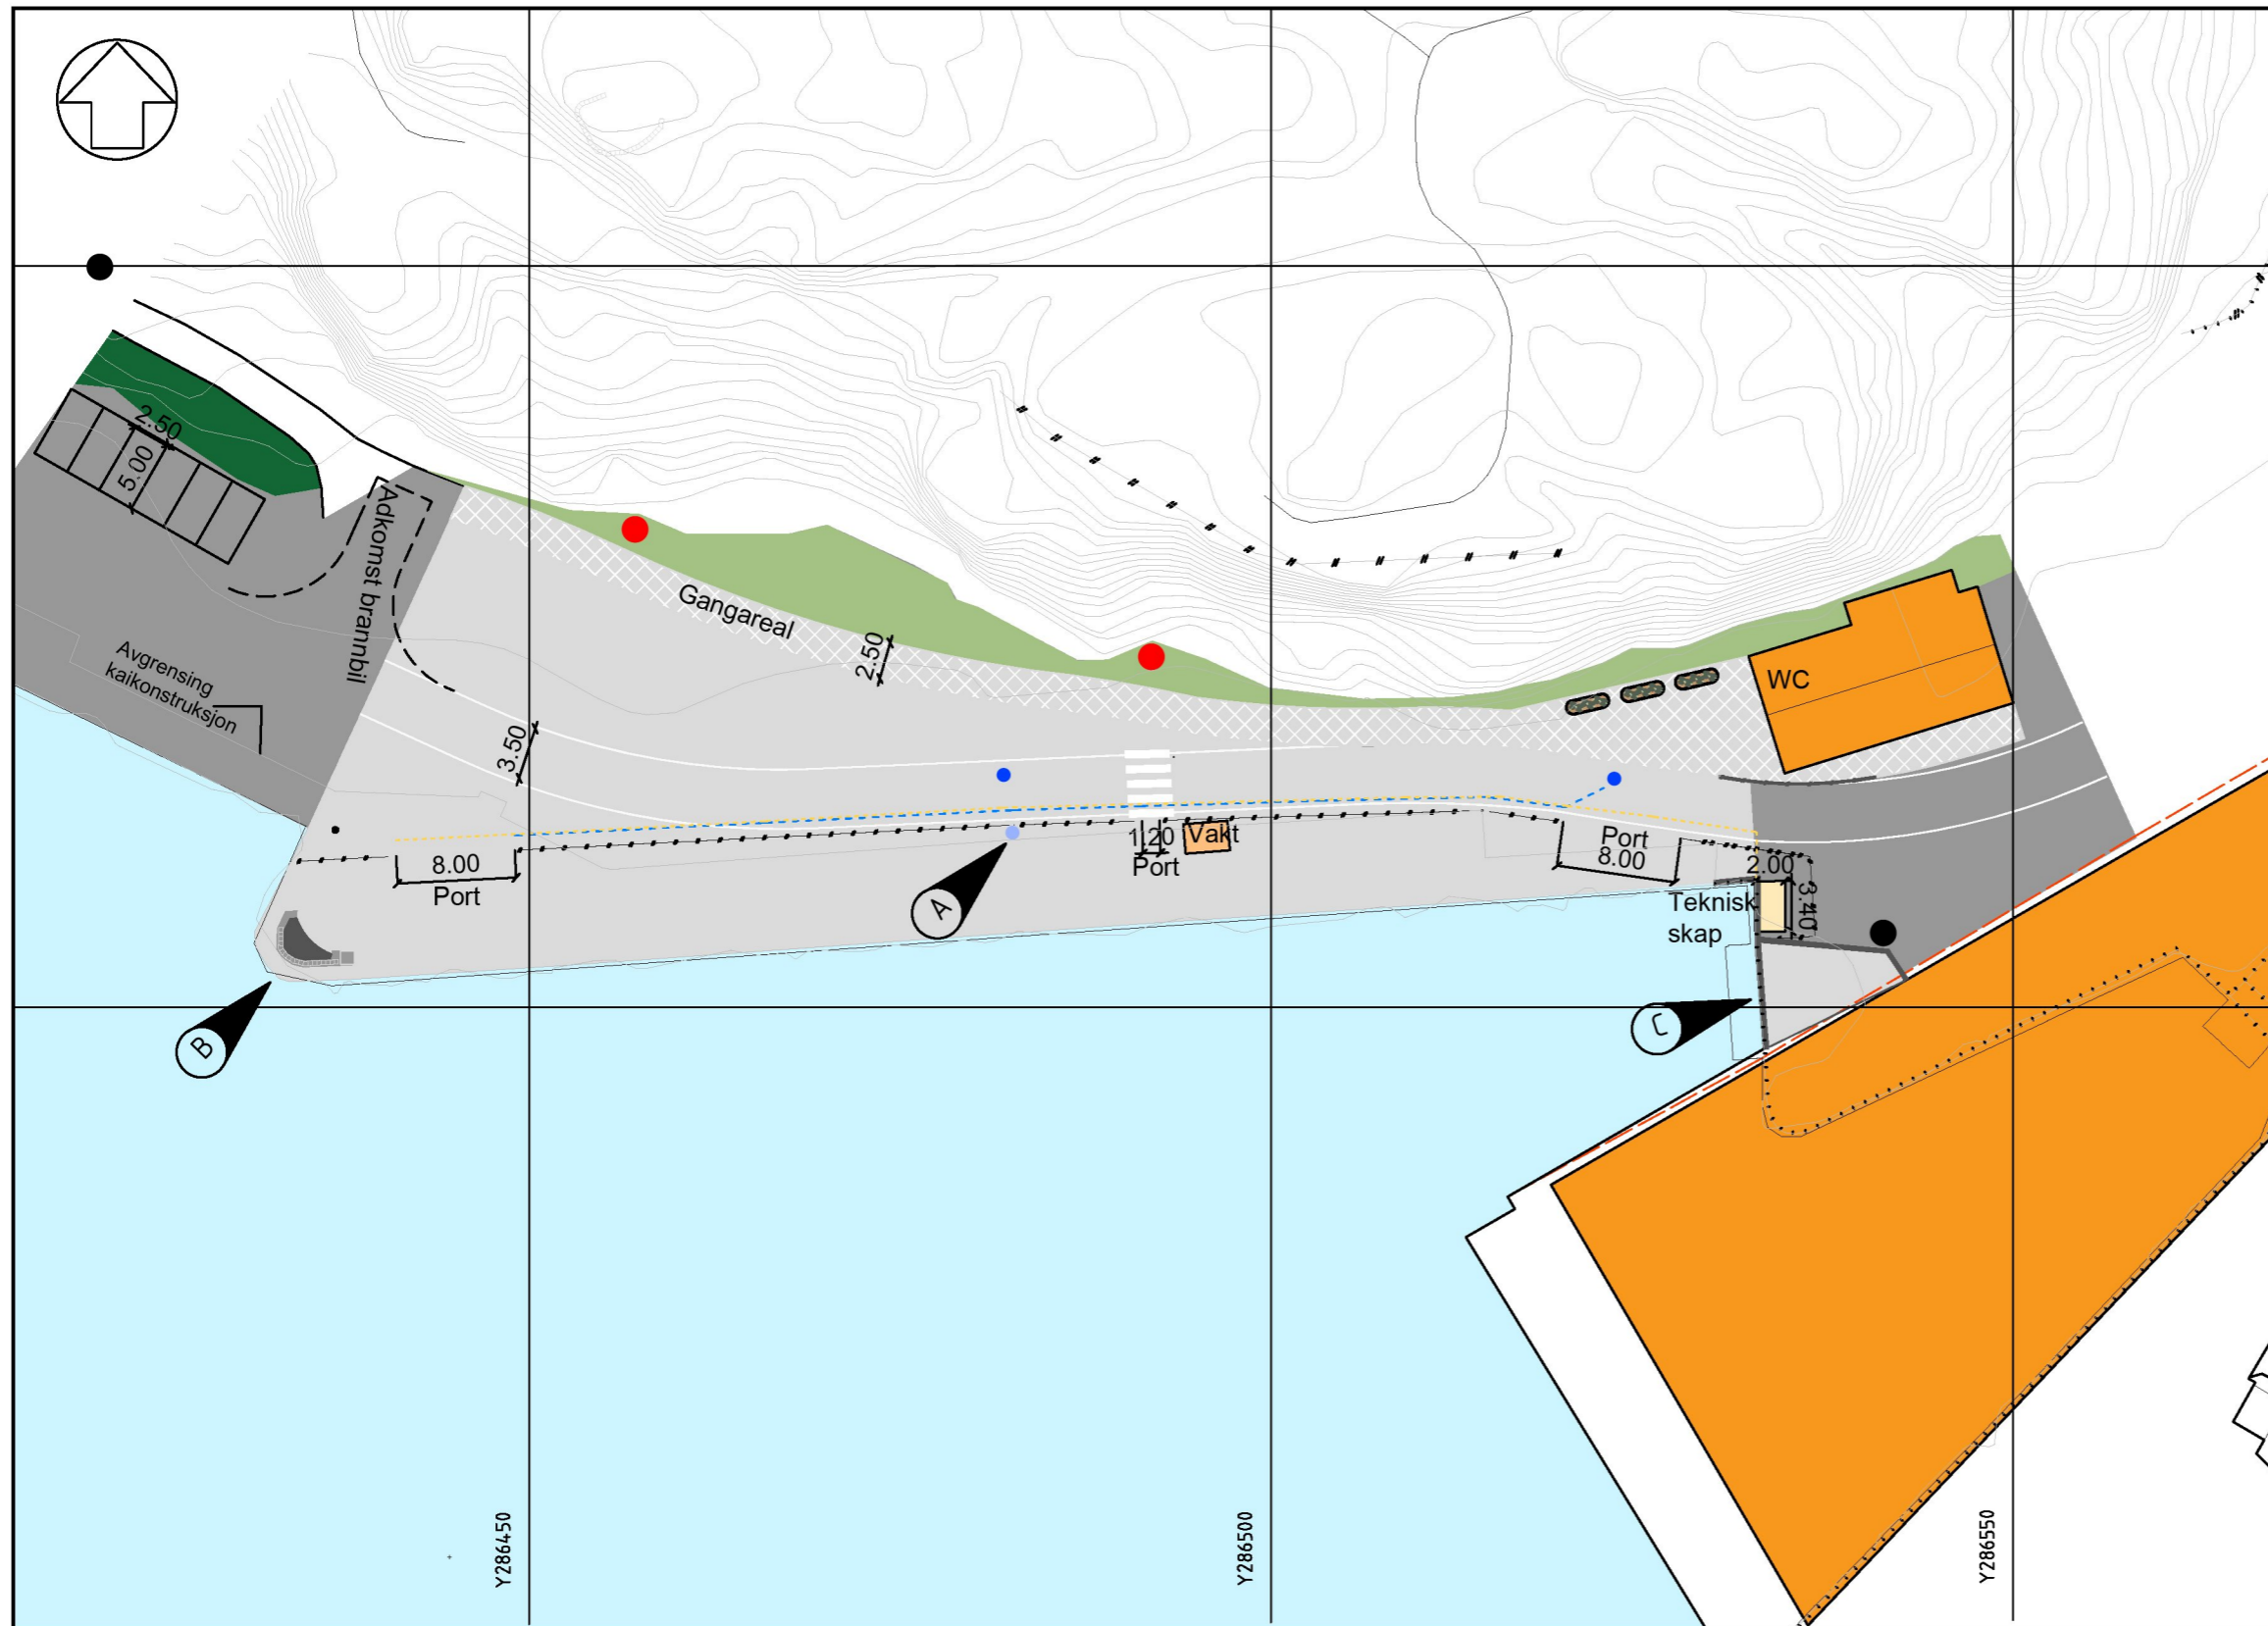 2.50
5.00
Adkomst brannbil
Avgrensing
kaikonstruksjon
Gangareal
2.50
3.50
WC
8.00
Port
1.20
Port
Vakt
Port
8.00
2.00
3.40
Teknisk
skap
A
B
C
Y286450
Y286500
Y286550